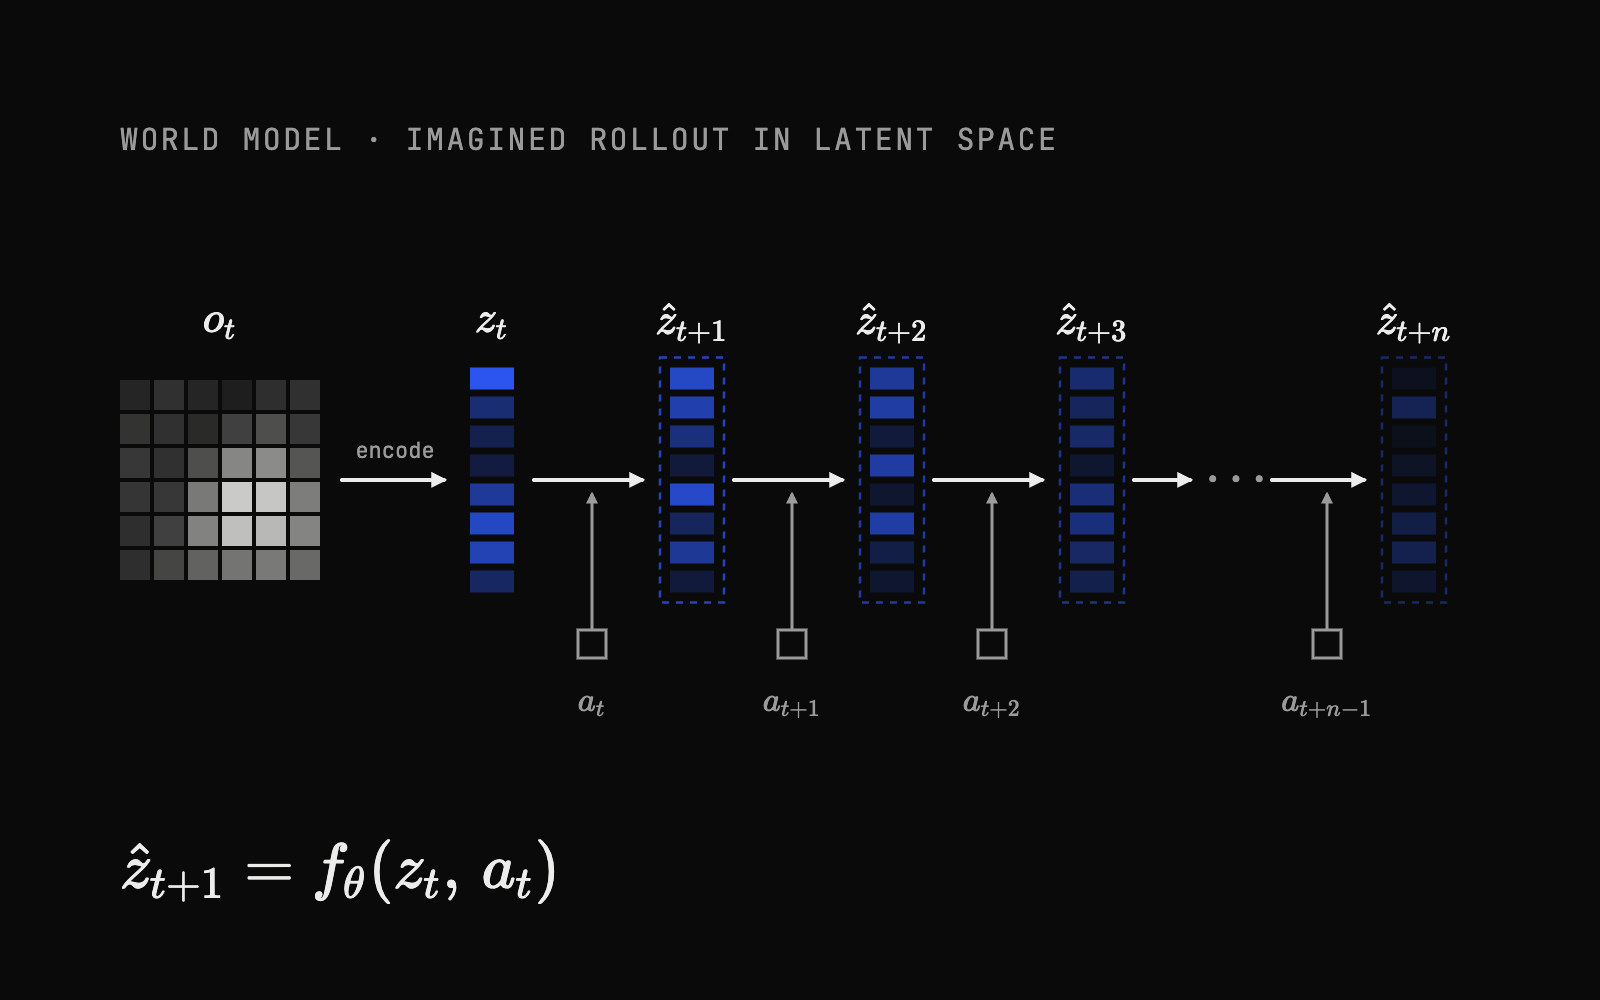 WORLD MODEL · IMAGINED ROLLOUT IN LATENT SPACE
oₜ zₜ ẑₜ₊₁ ẑₜ₊₂ ẑₜ₊₃ ẑₜ₊ₙ
encode
· · ·
aₜ aₜ₊₁ aₜ₊₂ aₜ₊ₙ₋₁
ẑₜ₊₁ = f_θ(zₜ, aₜ)